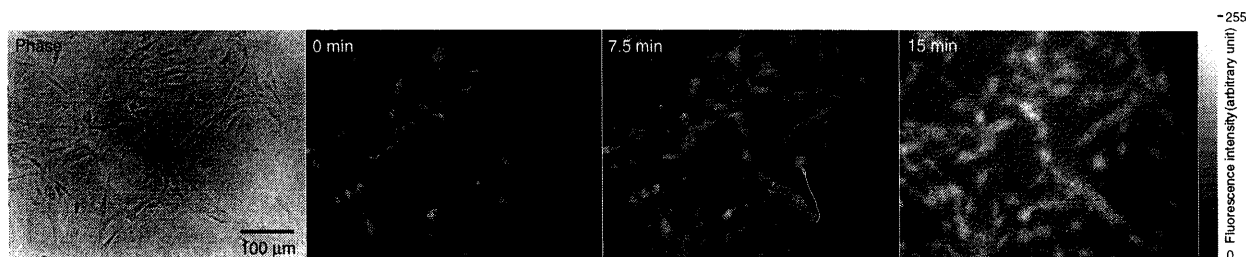 Phase
0 min
7.5 min
15 min
100 μm
255
Fluorescence intensity (arbitrary unit)
0